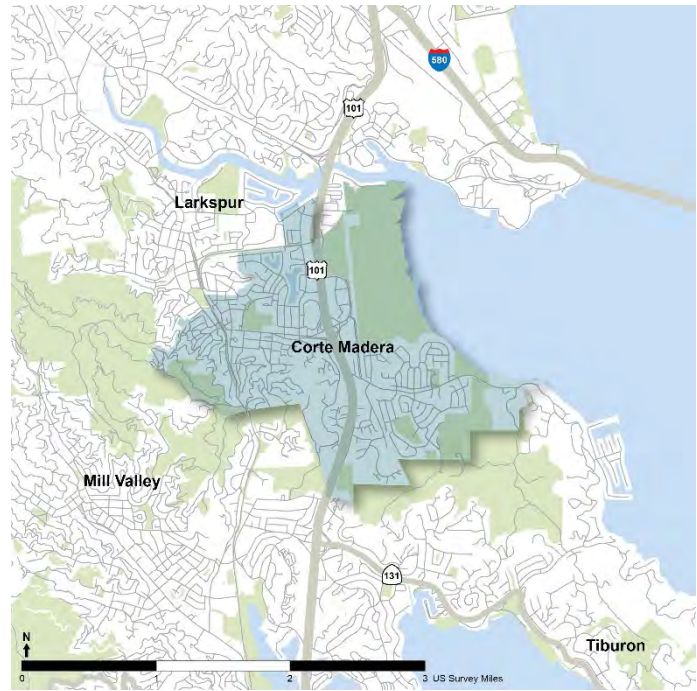 580
101
Larkspur
101
Corte Madera
Mill Valley
131
N
Tiburon
0 1 2 3 US Survey Miles